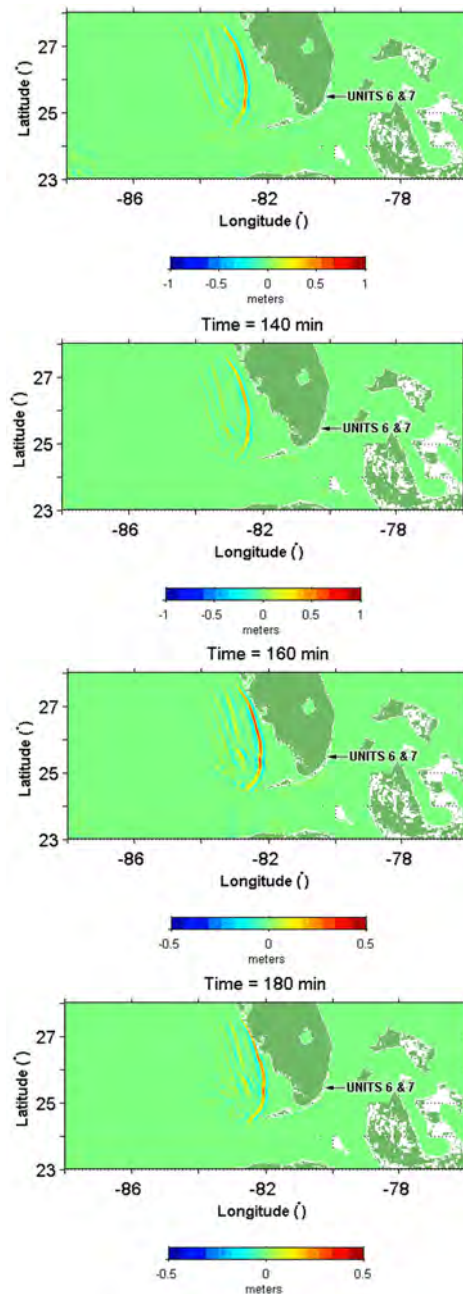 27
25
23
Latitude (°)
UNITS 6 & 7
-86 -82 -78
Longitude (°)
-1 -0.5 0 0.5 1
meters
Time = 140 min
27
25
23
Latitude (°)
UNITS 6 & 7
-86 -82 -78
Longitude (°)
-1 -0.5 0 0.5 1
meters
Time = 160 min
27
25
23
Latitude (°)
UNITS 6 & 7
-86 -82 -78
Longitude (°)
-0.5 0 0.5
meters
Time = 180 min
27
25
23
Latitude (°)
UNITS 6 & 7
-86 -82 -78
Longitude (°)
-0.5 0 0.5
meters